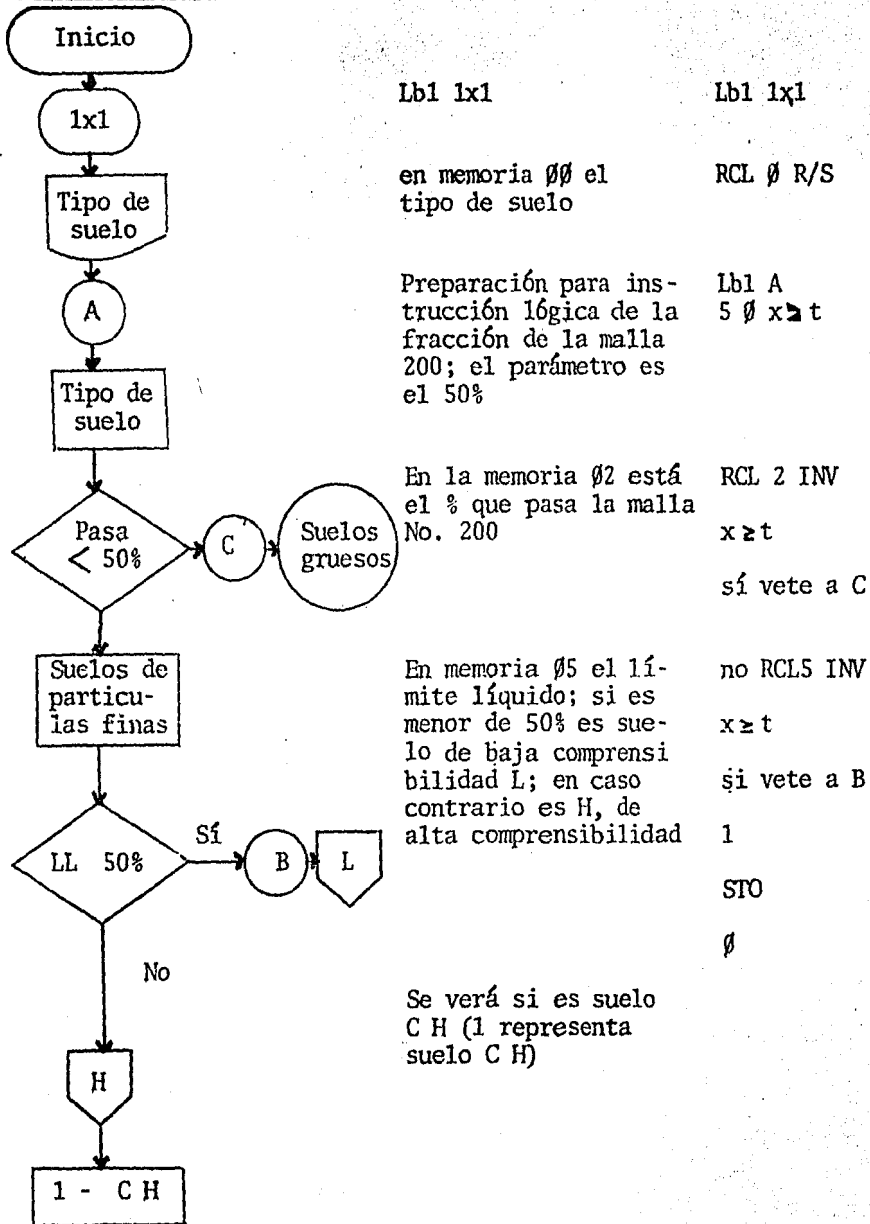 Inicio
1x1
Lb1 1x1
Lb1 1x1
Tipo de
suelo
en memoria ØØ el
tipo de suelo
RCL Ø R/S
A
Preparación para ins-
trucción lógica de la
fracción de la malla
200; el parámetro es
el 50%
Lb1 A
5 Ø x≥t
Tipo de
suelo
Pasa
< 50%
C
Suelos
gruesos
En la memoria Ø2 está
el % que pasa la malla
No. 200
RCL 2 INV
x≥t
sí vete a C
Suelos de
particu-
las finas
En memoria Ø5 el lí-
mite líquido; si es
menor de 50% es sue-
lo de baja comprensi
bilidad L; en caso
contrario es H, de
alta comprensibilidad
no RCL5 INV
x≥t
si vete a B
1
STO
Ø
LL 50%
Sí
B
L
No
Se verá si es suelo
C H (1 representa
suelo C H)
H
1 - C H